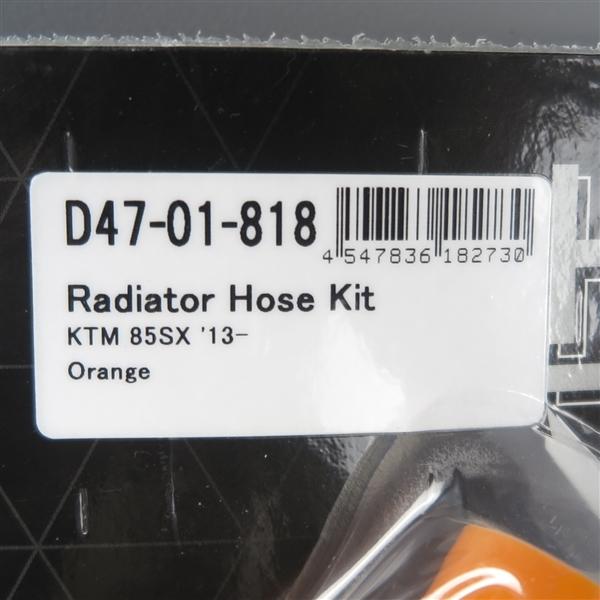 D47-01-818
4 547836 182730
Radiator Hose Kit
KTM 85SX '13-
Orange